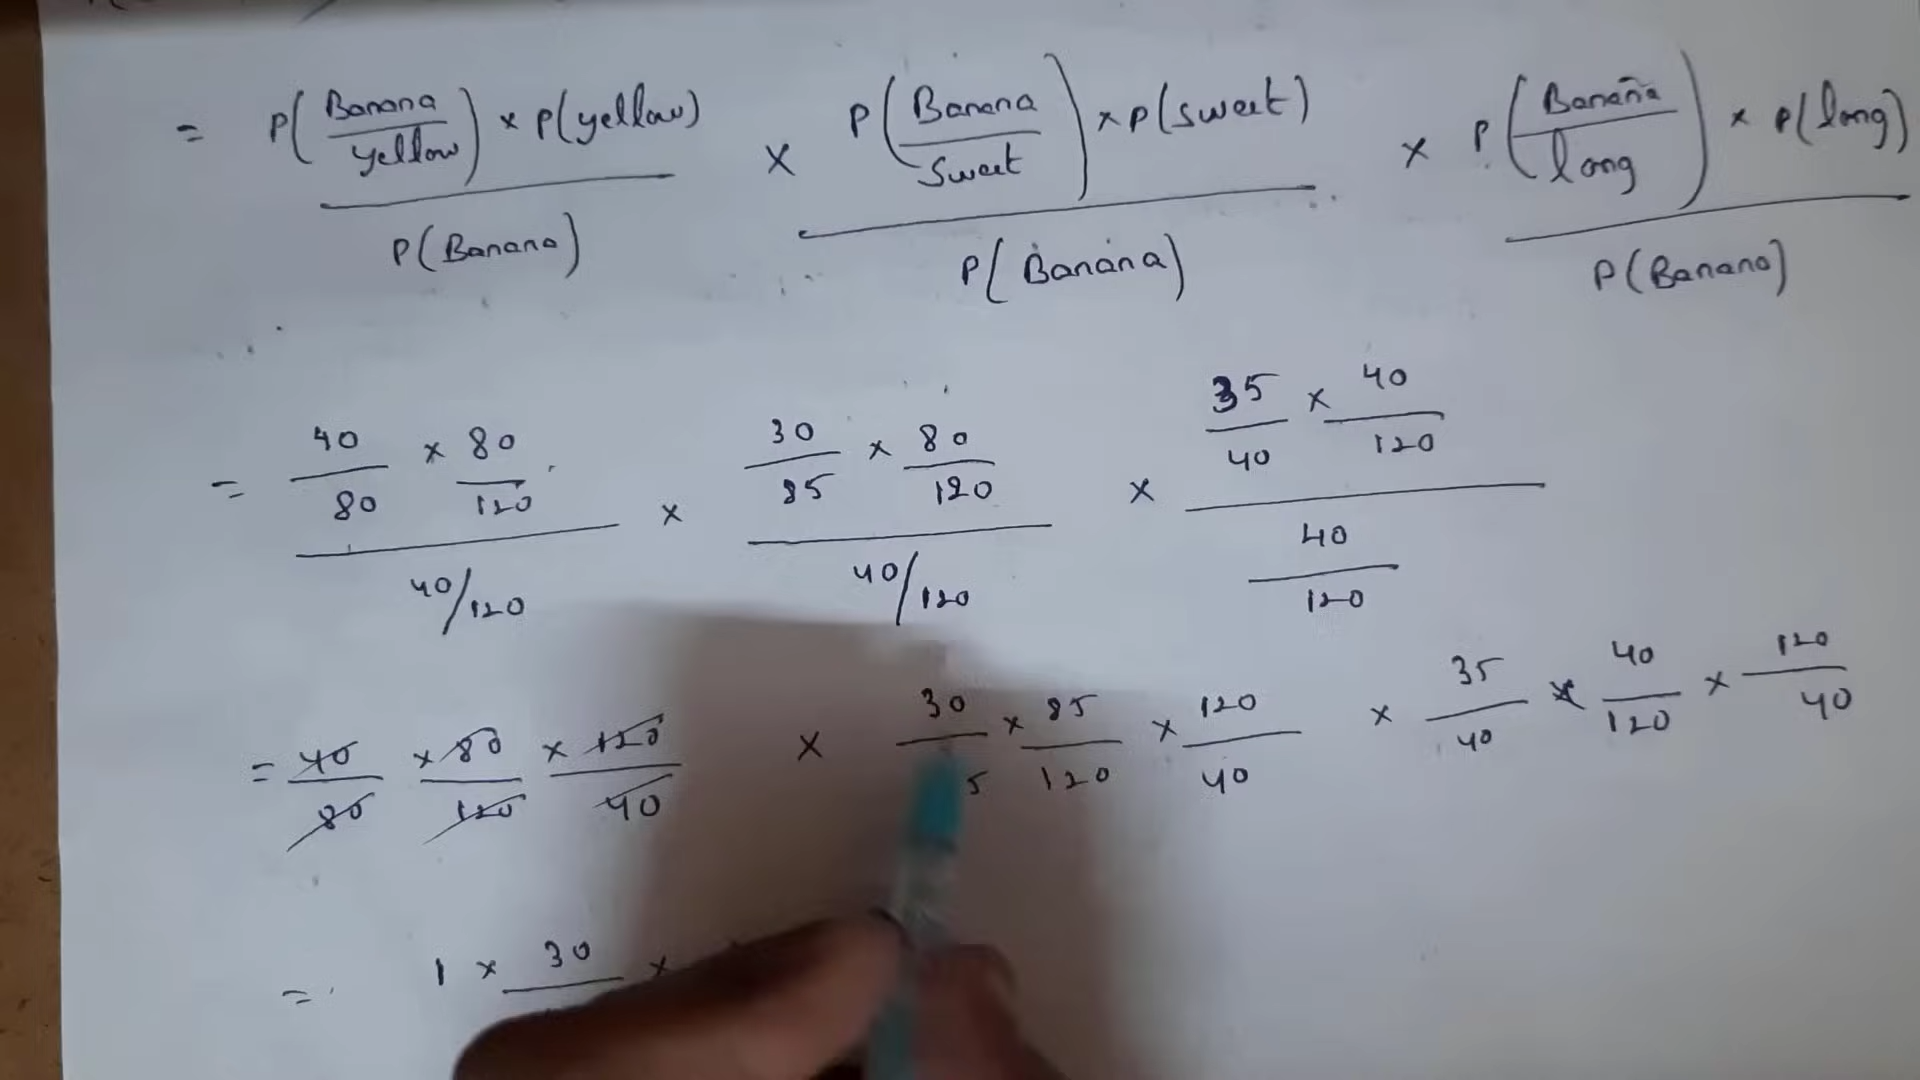 = P(Banana/Yellow) × P(yellow) / P(Banana) × P(Banana/Sweet) × P(sweet) / P(Banana) × P(Banana/long) × P(long) / P(Banana)
= 40/80 × 80/120 / 40/120 × 30/85 × 80/120 / 40/120 × 35/40 × 40/120 / 40/120
= 40/80 × 80/120 × 120/40 × 30/5 × 85/120 × 120/40 × 35/40 × 40/120 × 120/40
= 1 × 30 ×